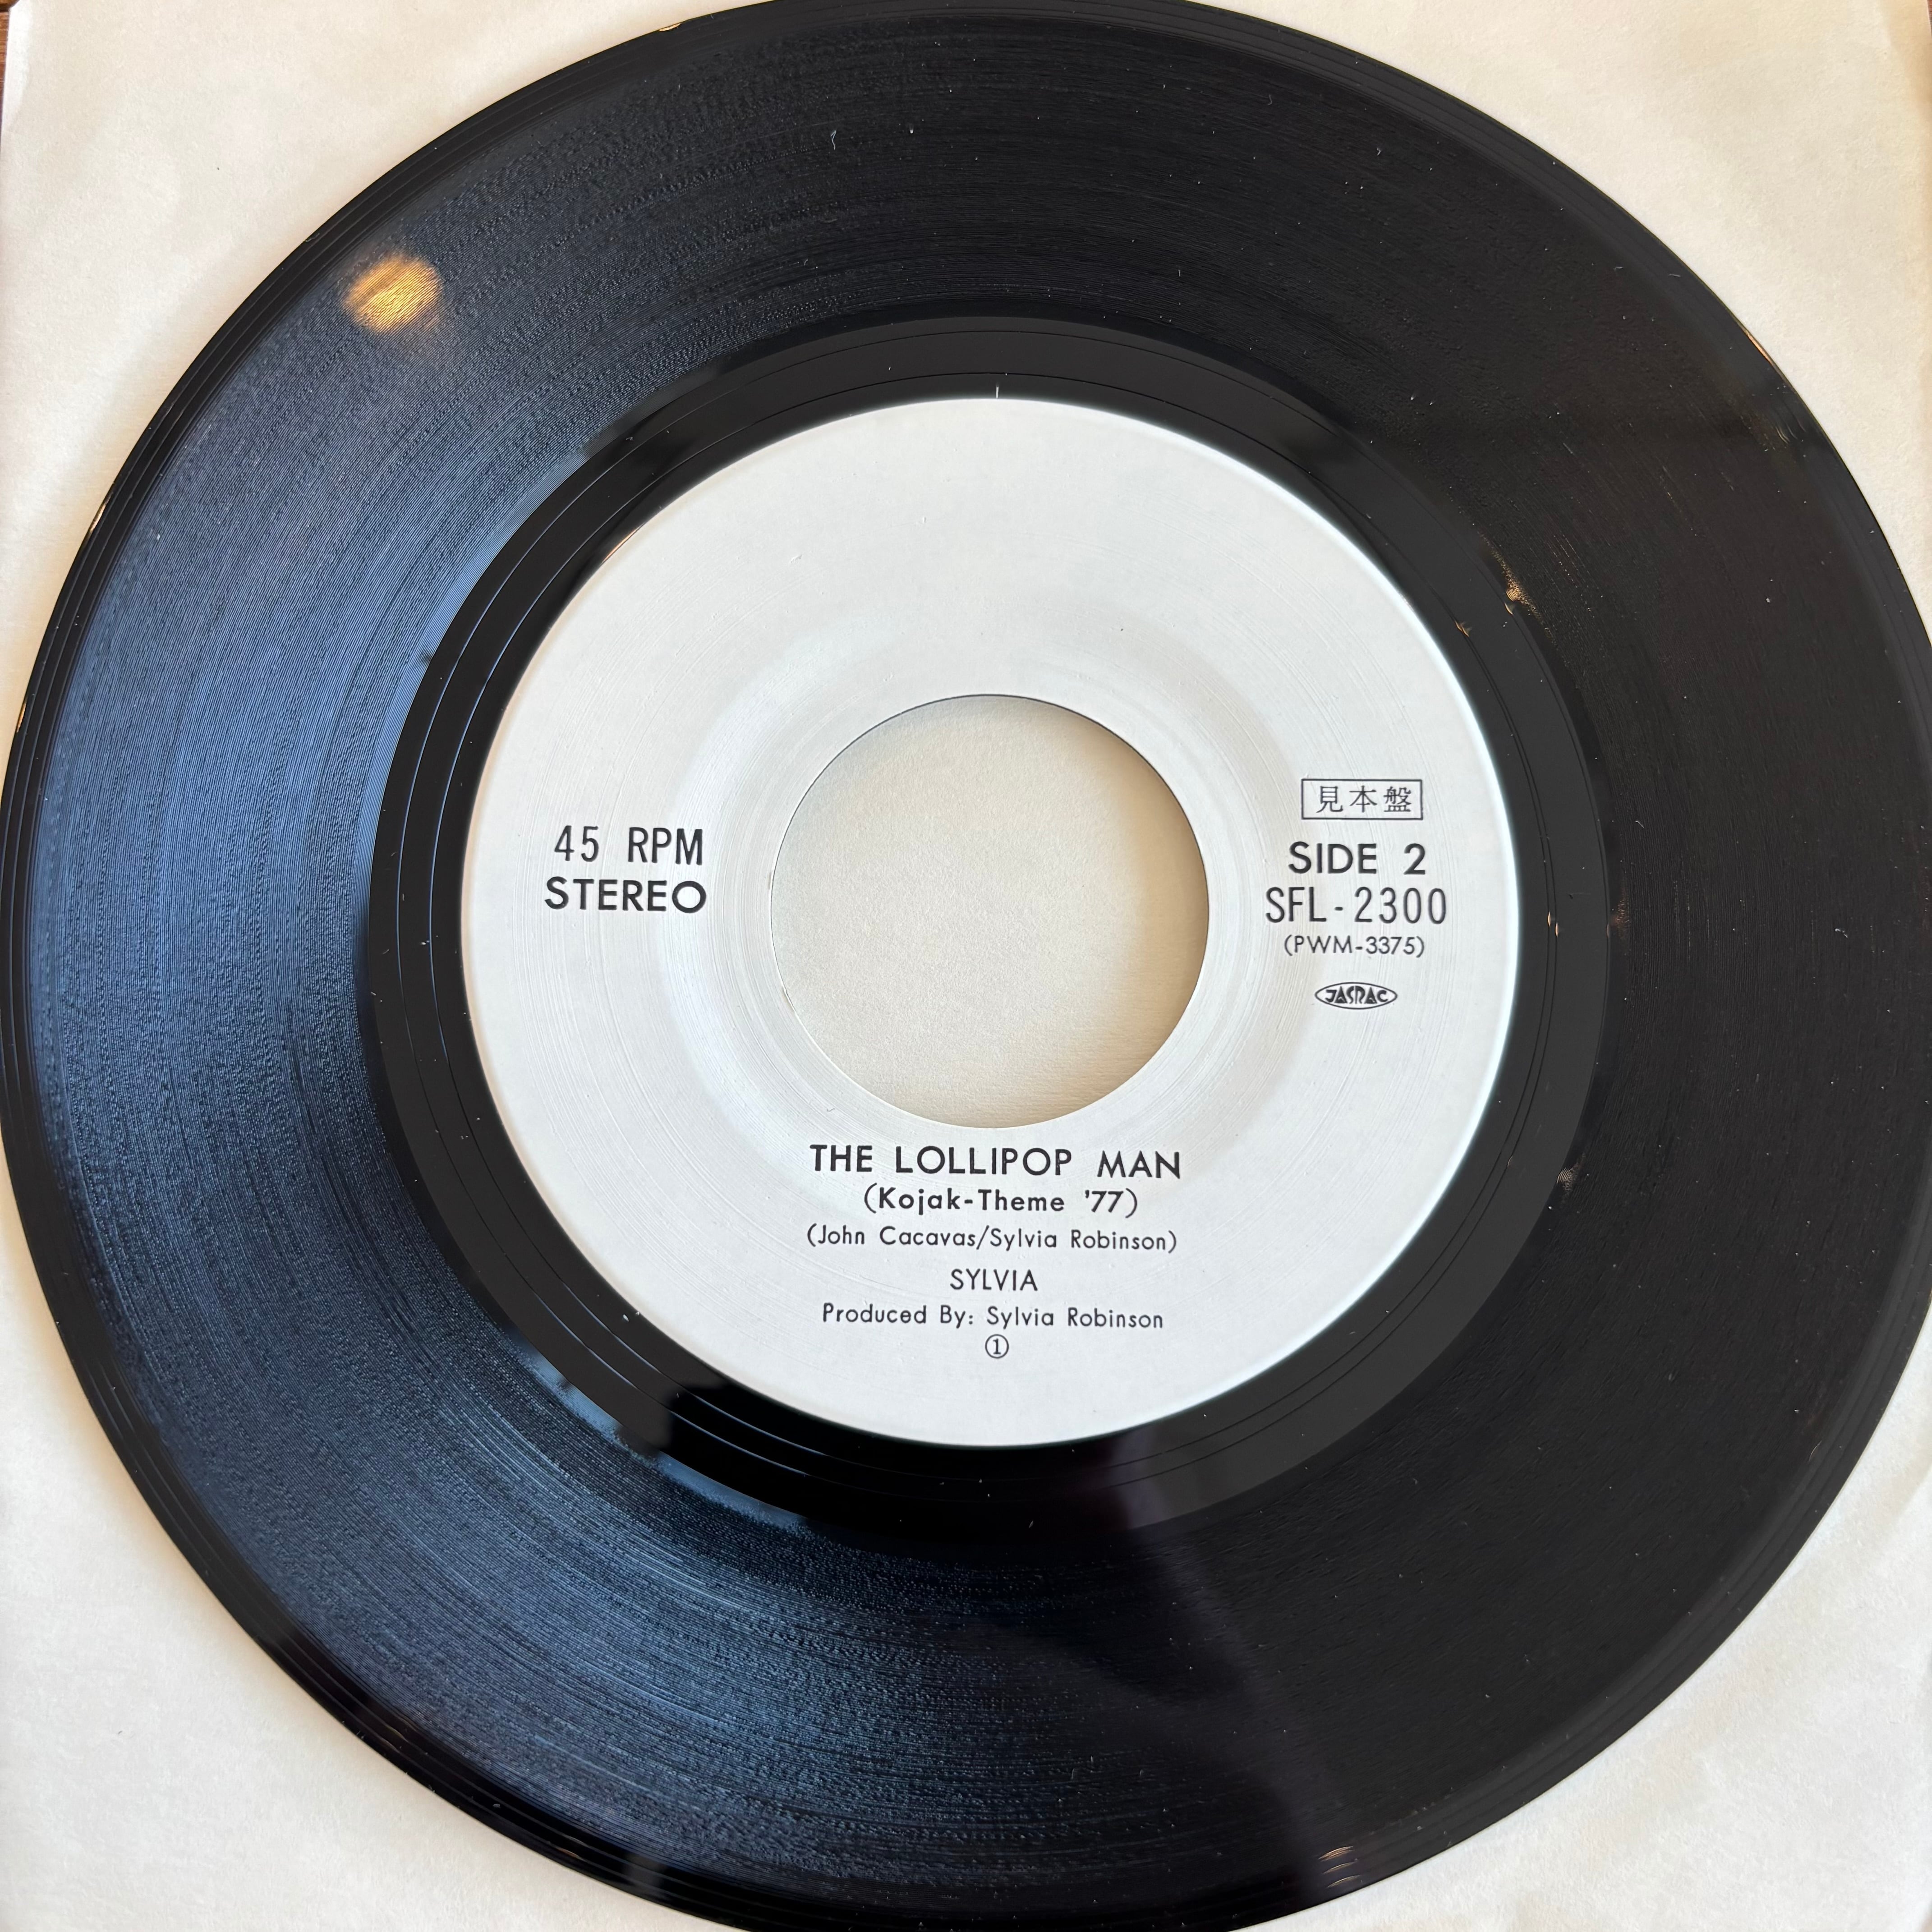 45 RPM
STEREO
見本盤
SIDE 2
SFL-2300
(PWM-3375)
JASRAC
THE LOLLIPOP MAN
(Kojak-Theme '77)
(John Cacavas/Sylvia Robinson)
SYLVIA
Produced By: Sylvia Robinson
①